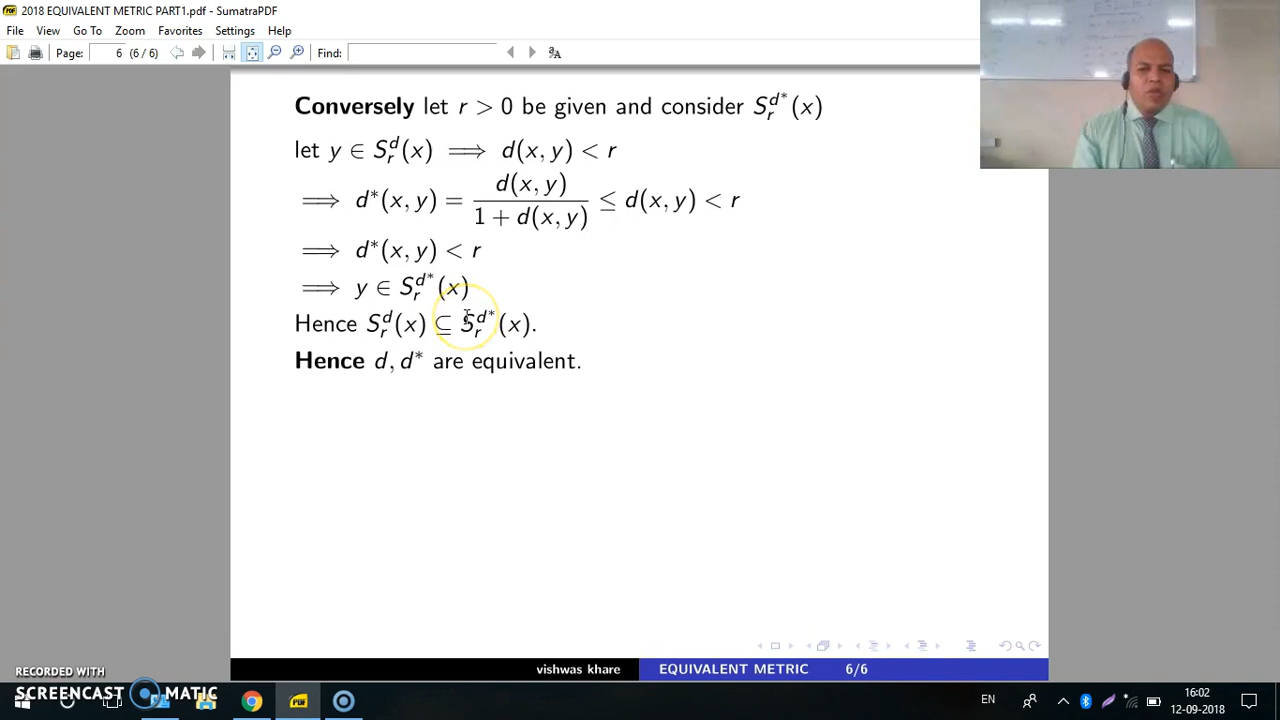 2018 EQUIVALENT METRIC PART1.pdf - SumatraPDF
File View Go To Zoom Favorites Settings Help
Page: 6 (6/6) Find:
Conversely let r > 0 be given and consider S_r^{d*}(x)
let y ∈ S_r^d(x) ⟹ d(x, y) < r
⟹ d*(x, y) = d(x, y) / 1 + d(x, y) ≤ d(x, y) < r
⟹ d*(x, y) < r
⟹ y ∈ S_r^{d*}(x)
Hence S_r^d(x) ⊆ S_r^{d*}(x).
Hence d, d* are equivalent.
vishwas khare EQUIVALENT METRIC 6/6
RECORDED WITH
SCREENCAST MATIC
EN
16:02
12-09-2018